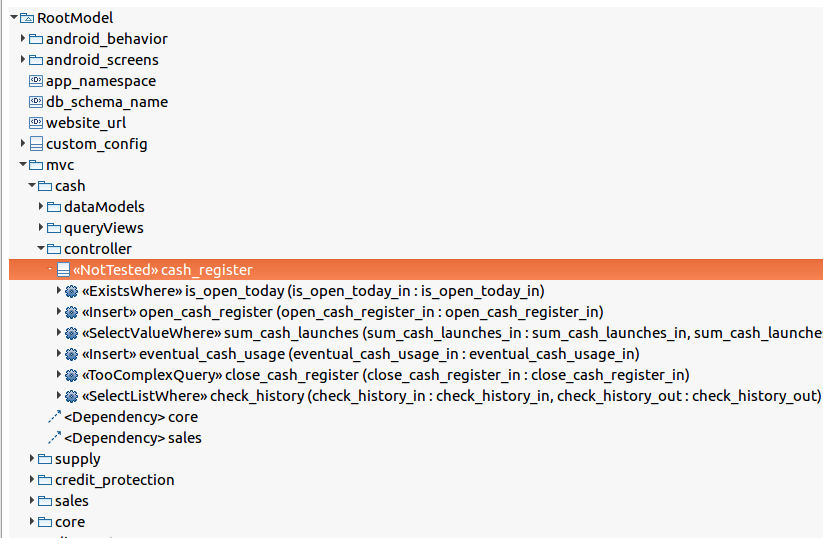 RootModel
android_behavior
android_screens
app_namespace
db_schema_name
website_url
custom_config
mvc
cash
dataModels
queryViews
controller
«NotTested» cash_register
«ExistsWhere» is_open_today (is_open_today_in : is_open_today_in)
«Insert» open_cash_register (open_cash_register_in : open_cash_register_in)
«SelectValueWhere» sum_cash_launches (sum_cash_launches_in : sum_cash_launches_in, sum_cash_launches
«Insert» eventual_cash_usage (eventual_cash_usage_in : eventual_cash_usage_in)
«TooComplexQuery» close_cash_register (close_cash_register_in : close_cash_register_in)
«SelectListWhere» check_history (check_history_in : check_history_in, check_history_out : check_history_out)
<Dependency> core
<Dependency> sales
supply
credit_protection
sales
core